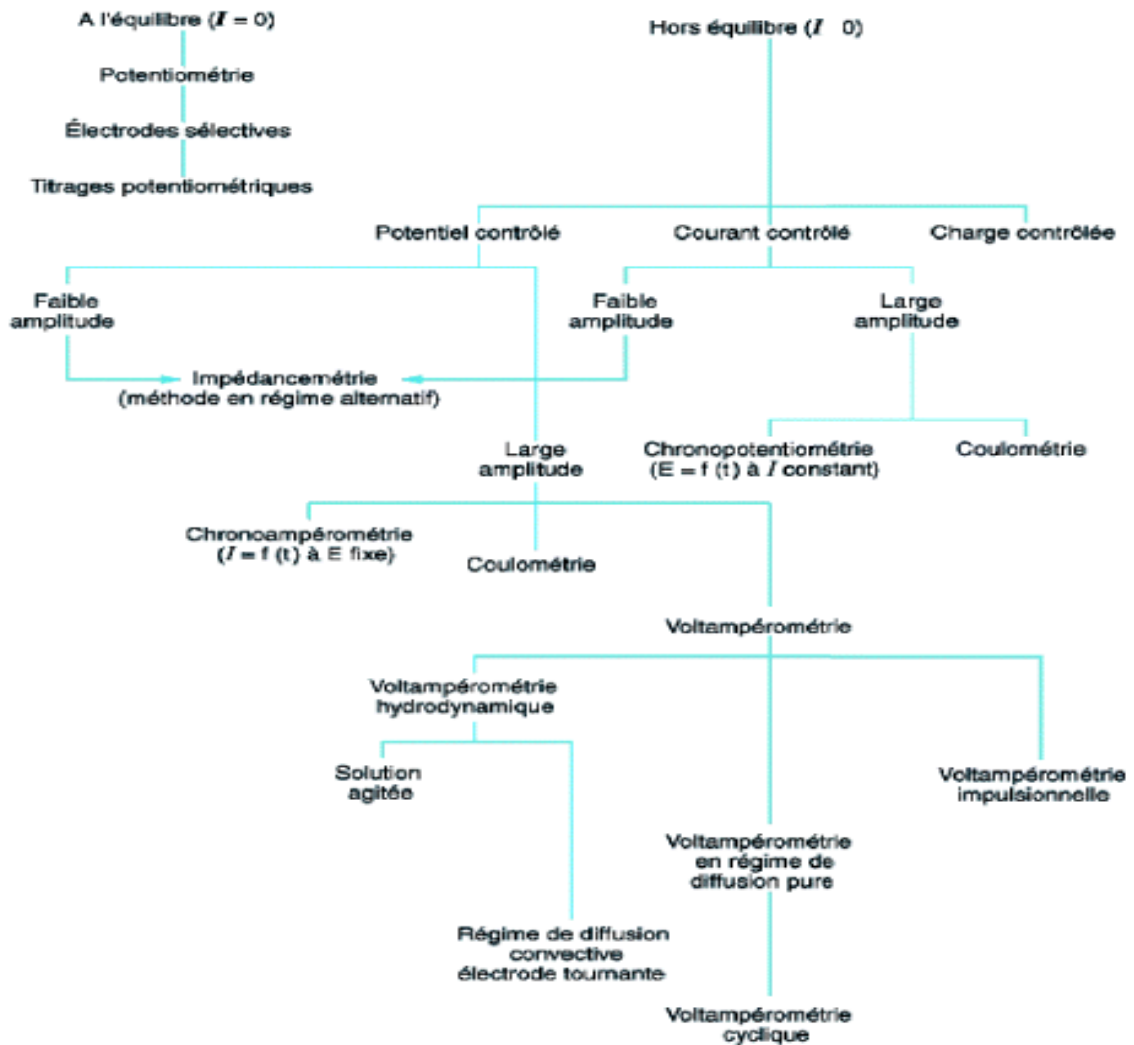 A l'équilibre (I = 0)
Hors équilibre (I 0)
Potentiométrie
Électrodes sélectives
Titrages potentiométriques
Potentiel contrôlé
Courant contrôlé
Charge contrôlée
Faible
amplitude
Faible
amplitude
Large
amplitude
Impédancemétrie
(méthode en régime alternatif)
Large
amplitude
Chronopotentiométrie
(E = f (t) à I constant)
Coulométrie
Chronoampérométrie
(I = f (t) à E fixe)
Coulométrie
Voltampérométrie
Voltampérométrie
hydrodynamique
Solution
agitée
Voltampérométrie
impulsionnelle
Voltampérométrie
en régime de
diffusion pure
Régime de diffusion
convective
électrode tournante
Voltampérométrie
cyclique